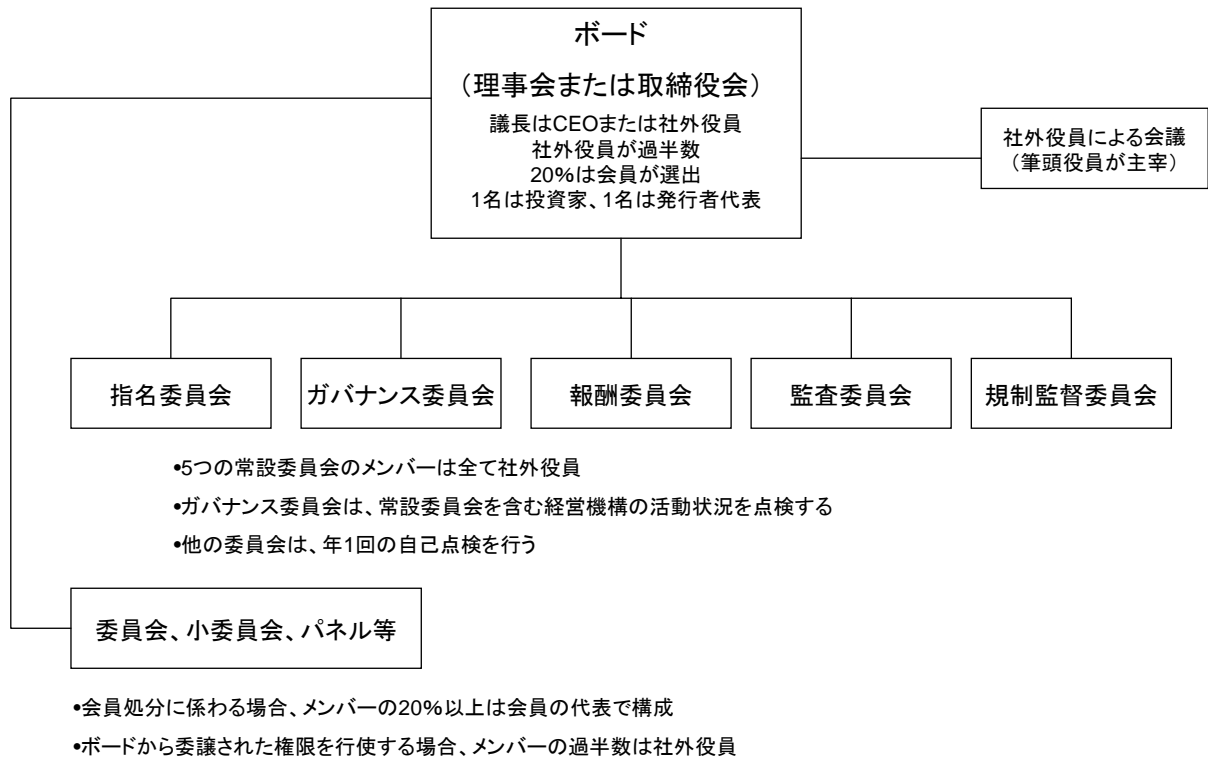 ボード
（理事会または取締役会）
議長はCEOまたは社外役員
社外役員が過半数
20%は会員が選出
1名は投資家、1名は発行者代表
社外役員による会議
（筆頭役員が主宰）
指名委員会
ガバナンス委員会
報酬委員会
監査委員会
規制監督委員会
•5つの常設委員会のメンバーは全て社外役員
•ガバナンス委員会は、常設委員会を含む経営機構の活動状況を点検する
•他の委員会は、年1回の自己点検を行う
委員会、小委員会、パネル等
•会員処分に係わる場合、メンバーの20%以上は会員の代表で構成
•ボードから委譲された権限を行使する場合、メンバーの過半数は社外役員